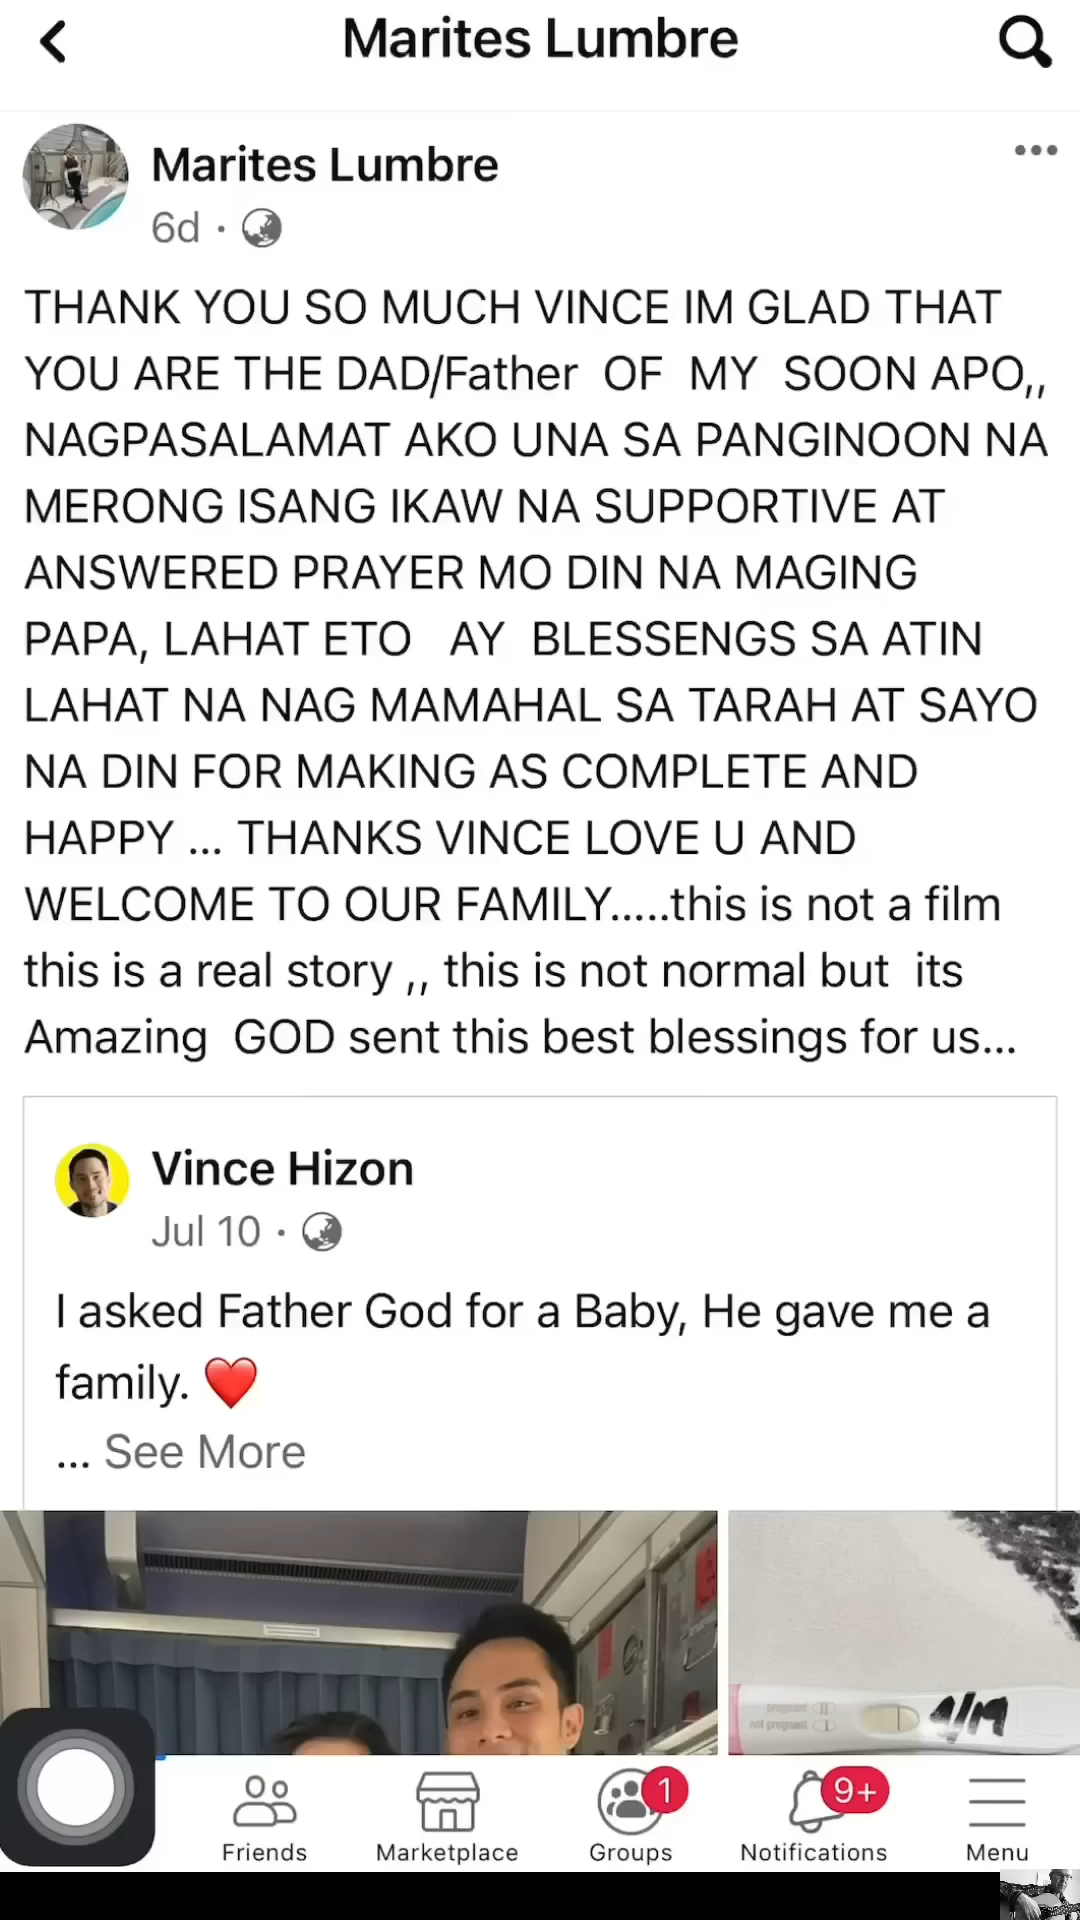 Marites Lumbre
Marites Lumbre
6d ·
THANK YOU SO MUCH VINCE IM GLAD THAT
YOU ARE THE DAD/Father OF MY SOON APO,,
NAGPASALAMAT AKO UNA SA PANGINOON NA
MERONG ISANG IKAW NA SUPPORTIVE AT
ANSWERED PRAYER MO DIN NA MAGING
PAPA, LAHAT ETO AY BLESSENGS SA ATIN
LAHAT NA NAG MAMAHAL SA TARAH AT SAYO
NA DIN FOR MAKING AS COMPLETE AND
HAPPY ... THANKS VINCE LOVE U AND
WELCOME TO OUR FAMILY.....this is not a film
this is a real story ,, this is not normal but its
Amazing GOD sent this best blessings for us...
Vince Hizon
Jul 10 ·
I asked Father God for a Baby, He gave me a
family. ❤️
... See More
pregnant
not pregnant
Friends
Marketplace
1
Groups
9+
Notifications
Menu